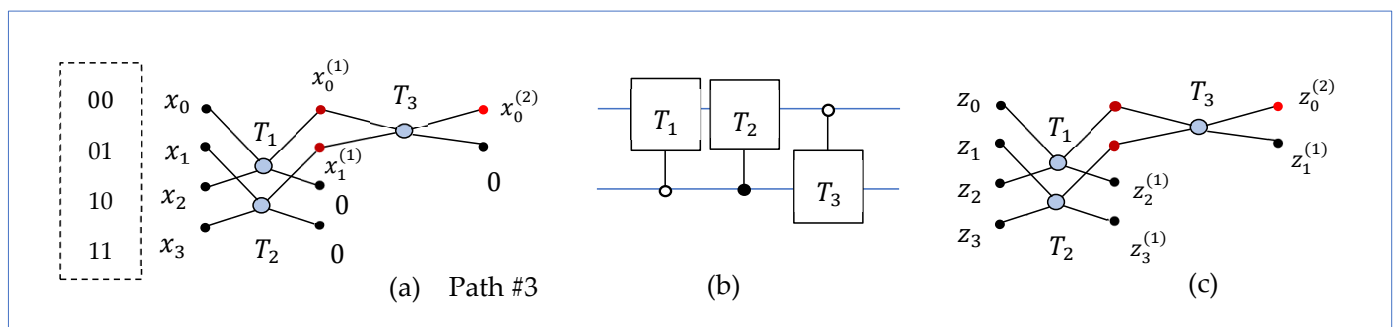 00
01
10
11
x₀
x₁
x₂
x₃
T₁
T₂
x₀⁽¹⁾
x₁⁽¹⁾
0
0
T₃
x₀⁽²⁾
0
(a) Path #3
T₁
T₂
T₃
(b)
z₀
z₁
z₂
z₃
T₁
T₂
T₃
z₀⁽²⁾
z₁⁽¹⁾
z₂⁽¹⁾
z₃⁽¹⁾
(c)